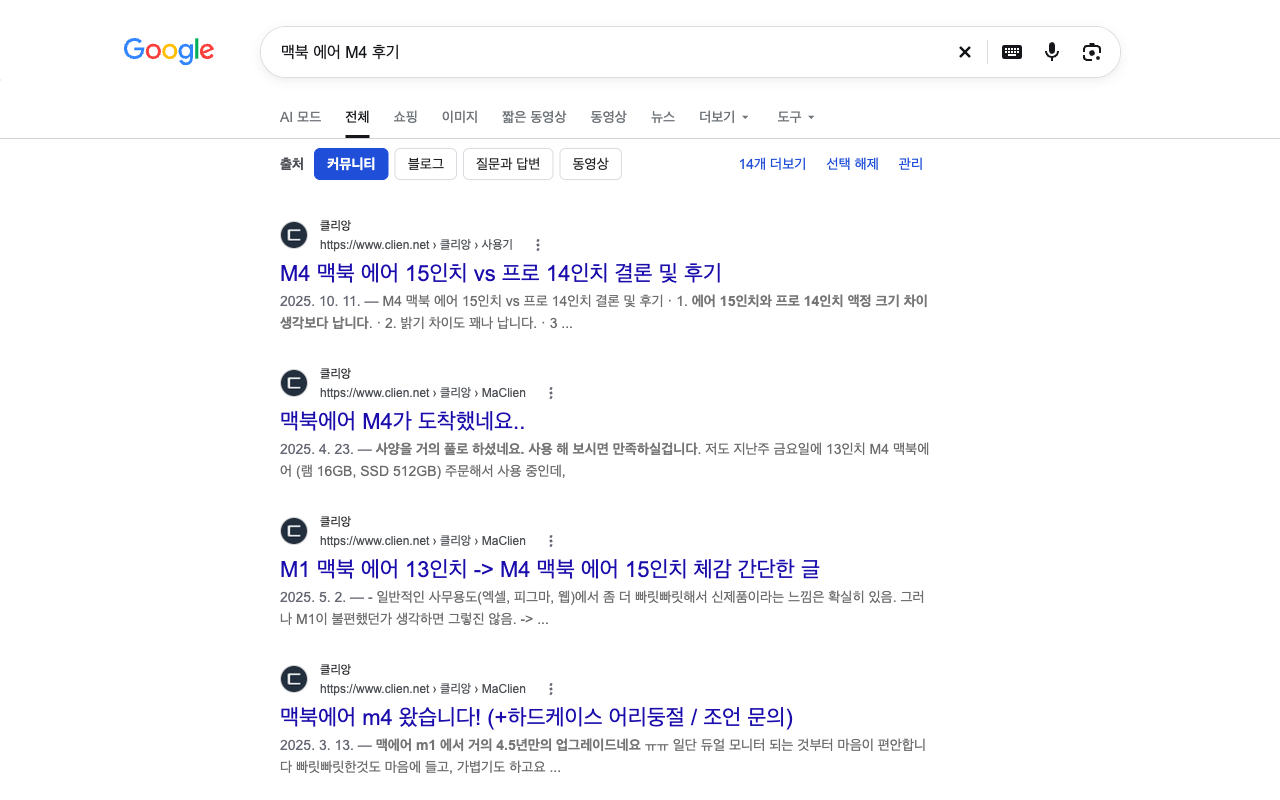 Google
맥북 에어 M4 후기
AI 모드 전체 쇼핑 이미지 짧은 동영상 동영상 뉴스 더보기 도구
출처 커뮤니티 블로그 질문과 답변 동영상 14개 더보기 선택 해제 관리
클리앙
https://www.clien.net › 클리앙 › 사용기
M4 맥북 에어 15인치 vs 프로 14인치 결론 및 후기
2025. 10. 11. — M4 맥북 에어 15인치 vs 프로 14인치 결론 및 후기 · 1. 에어 15인치와 프로 14인치 액정 크기 차이
생각보다 납니다. · 2. 밝기 차이도 꽤나 납니다. · 3 ...
클리앙
https://www.clien.net › 클리앙 › MaClien
맥북에어 M4가 도착했네요..
2025. 4. 23. — 사양을 거의 풀로 하셨네요. 사용 해 보시면 만족하실겁니다. 저도 지난주 금요일에 13인치 M4 맥북에
어 (램 16GB, SSD 512GB) 주문해서 사용 중인데,
클리앙
https://www.clien.net › 클리앙 › MaClien
M1 맥북 에어 13인치 -> M4 맥북 에어 15인치 체감 간단한 글
2025. 5. 2. — - 일반적인 사무용도(엑셀, 피그마, 웹)에서 좀 더 빠릿빠릿해서 신제품이라는 느낌은 확실히 있음. 그러
나 M1이 불편했던가 생각하면 그렇진 않음. -> ...
클리앙
https://www.clien.net › 클리앙 › MaClien
맥북에어 m4 왔습니다! (+하드케이스 어리둥절 / 조언 문의)
2025. 3. 13. — 맥에어 m1 에서 거의 4.5년만의 업그레이드네요 ㅠㅠ 일단 듀얼 모니터 되는 것부터 마음이 편안합니
다 빠릿빠릿한것도 마음에 들고, 가볍기도 하고요 ...